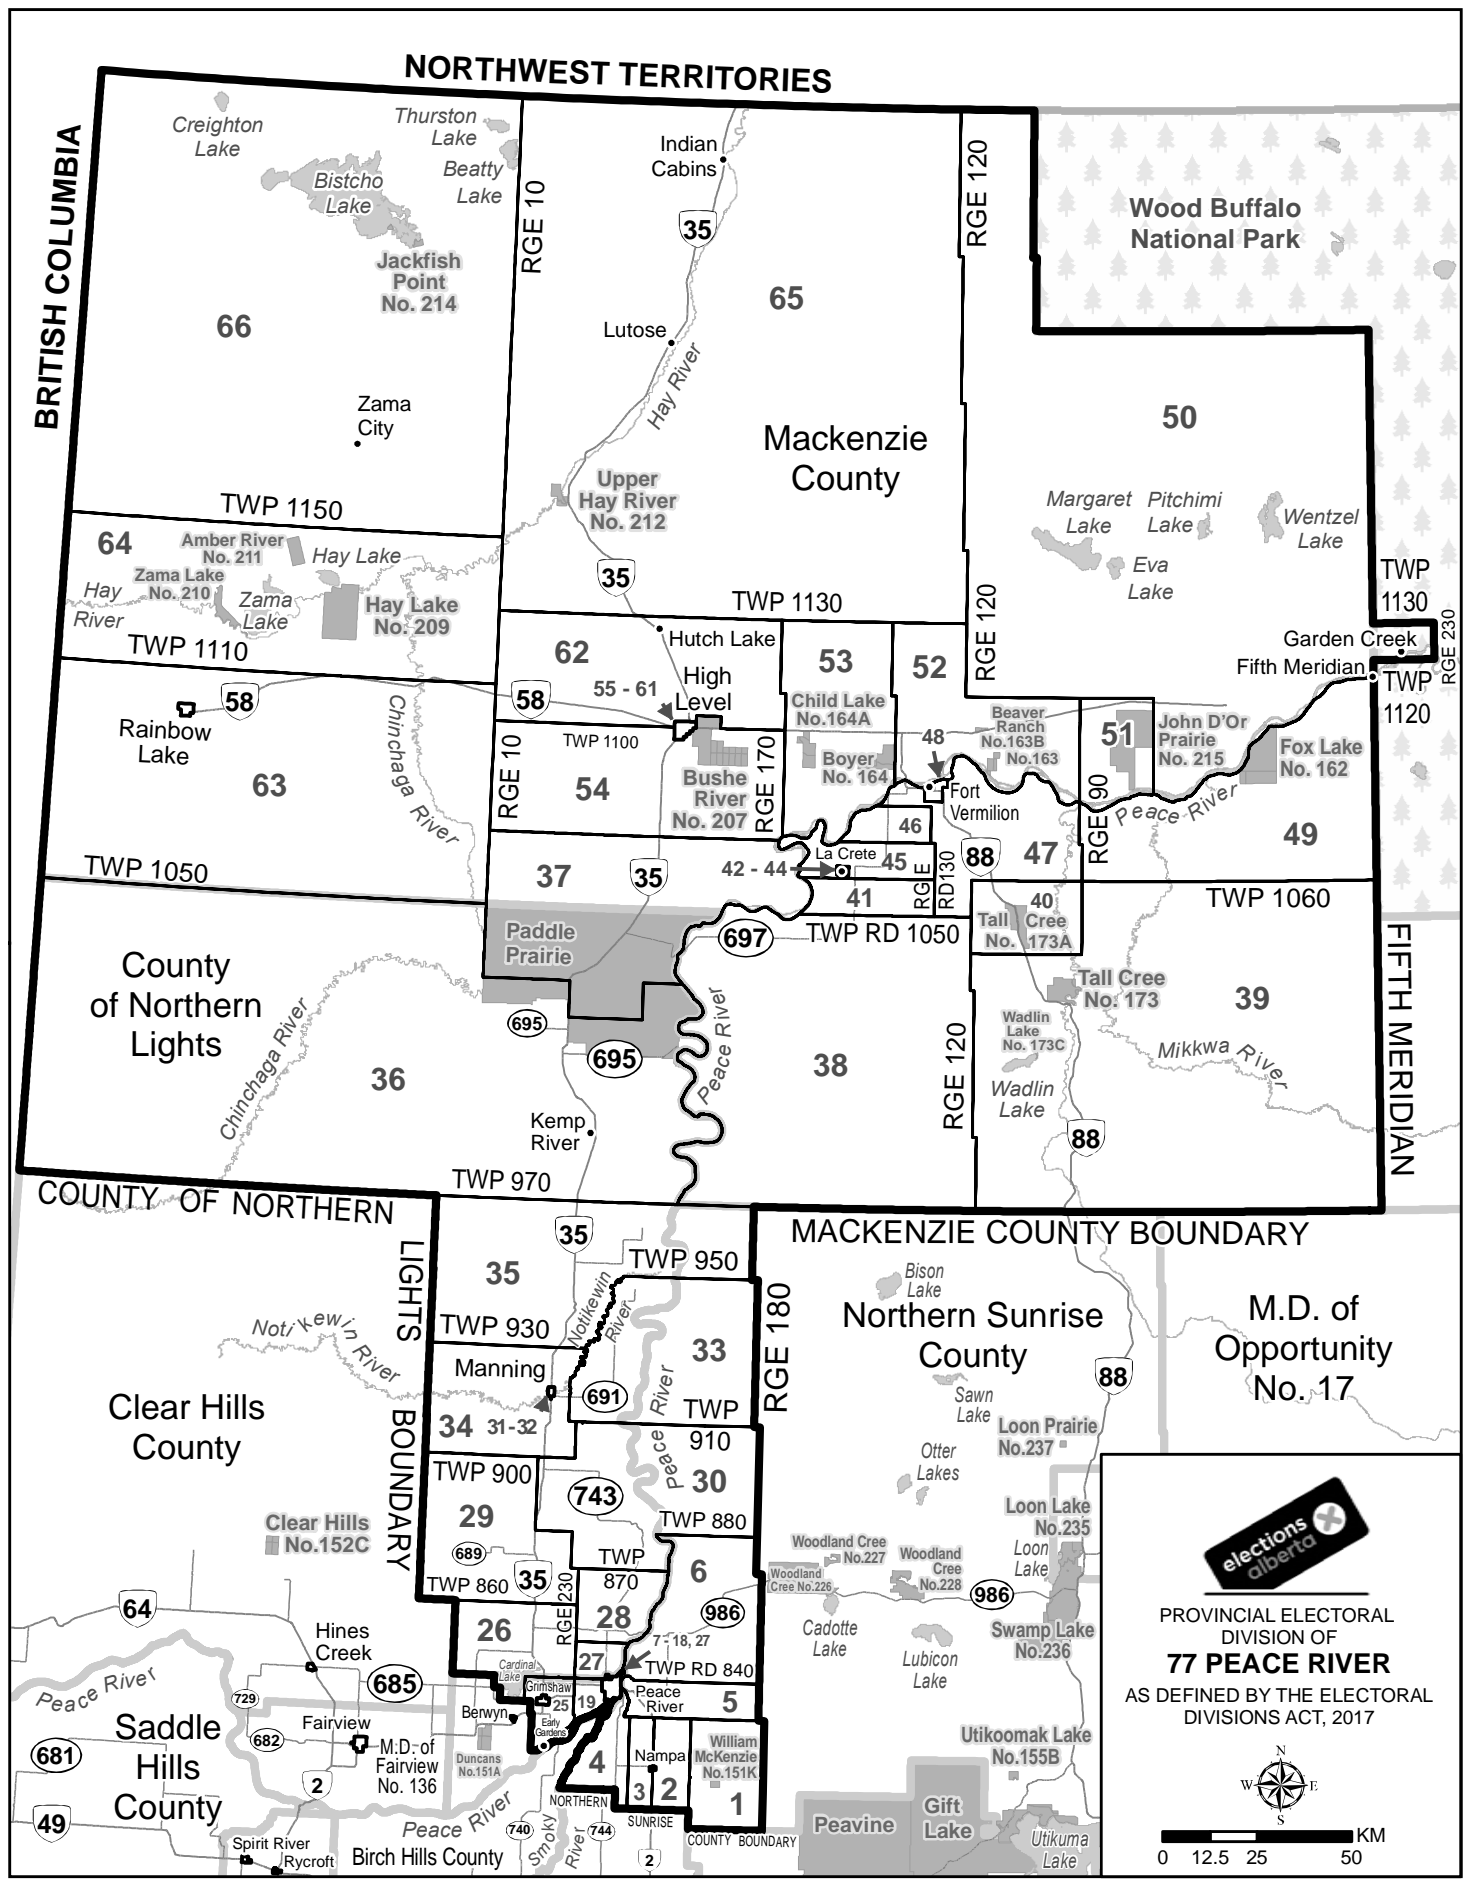 NORTHWEST TERRITORIES
BRITISH COLUMBIA
Creighton
Lake
Thurston
Lake
Beatty
Lake
Bistcho
Lake
Jackfish
Point
No. 214
66
Zama
City
RGE 10
Indian
Cabins
35
65
Lutose
Hay River
RGE 120
Wood Buffalo
National Park
50
Mackenzie
County
Upper
Hay River
No. 212
35
Margaret
Lake
Pitchimi
Lake
Eva
Lake
Wentzel
Lake
TWP 1150
64
Amber River
No. 211
Hay Lake
Zama Lake
No. 210
Hay
River
Zama
Lake
Hay Lake
No. 209
TWP 1110
TWP 1130
RGE 120
TWP
1130
RGE 230
Garden Creek
Fifth Meridian
TWP
1120
62
Hutch Lake
High
Level
55 - 61
58
53
52
Child Lake
No.164A
58
Rainbow
Lake
63
Chinchaga River
RGE 10
TWP 1100
54
Bushe
River
No. 207
RGE 170
Boyer
No. 164
48
Beaver
Ranch
No.163B
No.163
51
John D'Or
Prairie
No. 215
Fox Lake
No. 162
Fort
Vermilion
RGE 90
Peace River
49
46
47
88
TWP 1050
37
35
42 - 44
La Crete
45
41
RGE
RD130
40
Tall Cree
No. 173A
TWP 1060
County
of Northern
Lights
Paddle
Prairie
697
TWP RD 1050
FIFTH MERIDIAN
Tall Cree
No. 173
39
Wadlin
Lake
No. 173C
Wadlin
Lake
Mikkwa River
Chinchaga River
36
695
695
Peace River
38
RGE 120
Kemp
River
88
TWP 970
COUNTY OF NORTHERN
LIGHTS
BOUNDARY
MACKENZIE COUNTY BOUNDARY
35
TWP 950
35
Notikewin
River
RGE 180
Bison
Lake
Northern Sunrise
County
M.D. of
Opportunity
No. 17
TWP 930
Notikewin River
33
Manning
691
TWP
910
Peace River
88
Sawn
Lake
Clear Hills
County
34
31-32
Loon Prairie
No.237
TWP 900
Peace
30
Otter
Lakes
743
29
TWP 880
Loon Lake
No.235
Loon
Lake
Clear Hills
No.152C
689
TWP
870
6
Woodland Cree
No.227
Woodland
Cree
No.228
Woodland
Cree No.226
TWP 860
35
RGE 230
28
986
986
64
26
7 - 18, 27
Cadotte
Lake
Lubicon
Lake
Swamp Lake
No.236
Hines
Creek
27
TWP RD 840
Peace River
685
Cardinal
Lake
Grimshaw
25
19
Peace
River
5
729
Berwyn
Early
Gardens
Saddle
Hills
County
Fairview
682
M.D. of
Fairview
No. 136
681
Duncans
No.151A
4
Nampa
William
McKenzie
No.151K
Utikoomak Lake
No.155B
2
3
2
1
NORTHERN
SUNRISE
COUNTY BOUNDARY
49
Peace River
Peavine
Gift
Lake
Utikuma
Lake
740
Smoky
River
744
2
Spirit River
Rycroft
Birch Hills County
elections
alberta
PROVINCIAL ELECTORAL
DIVISION OF
77 PEACE RIVER
AS DEFINED BY THE ELECTORAL
DIVISIONS ACT, 2017
N
W
E
S
KM
0 12.5 25 50